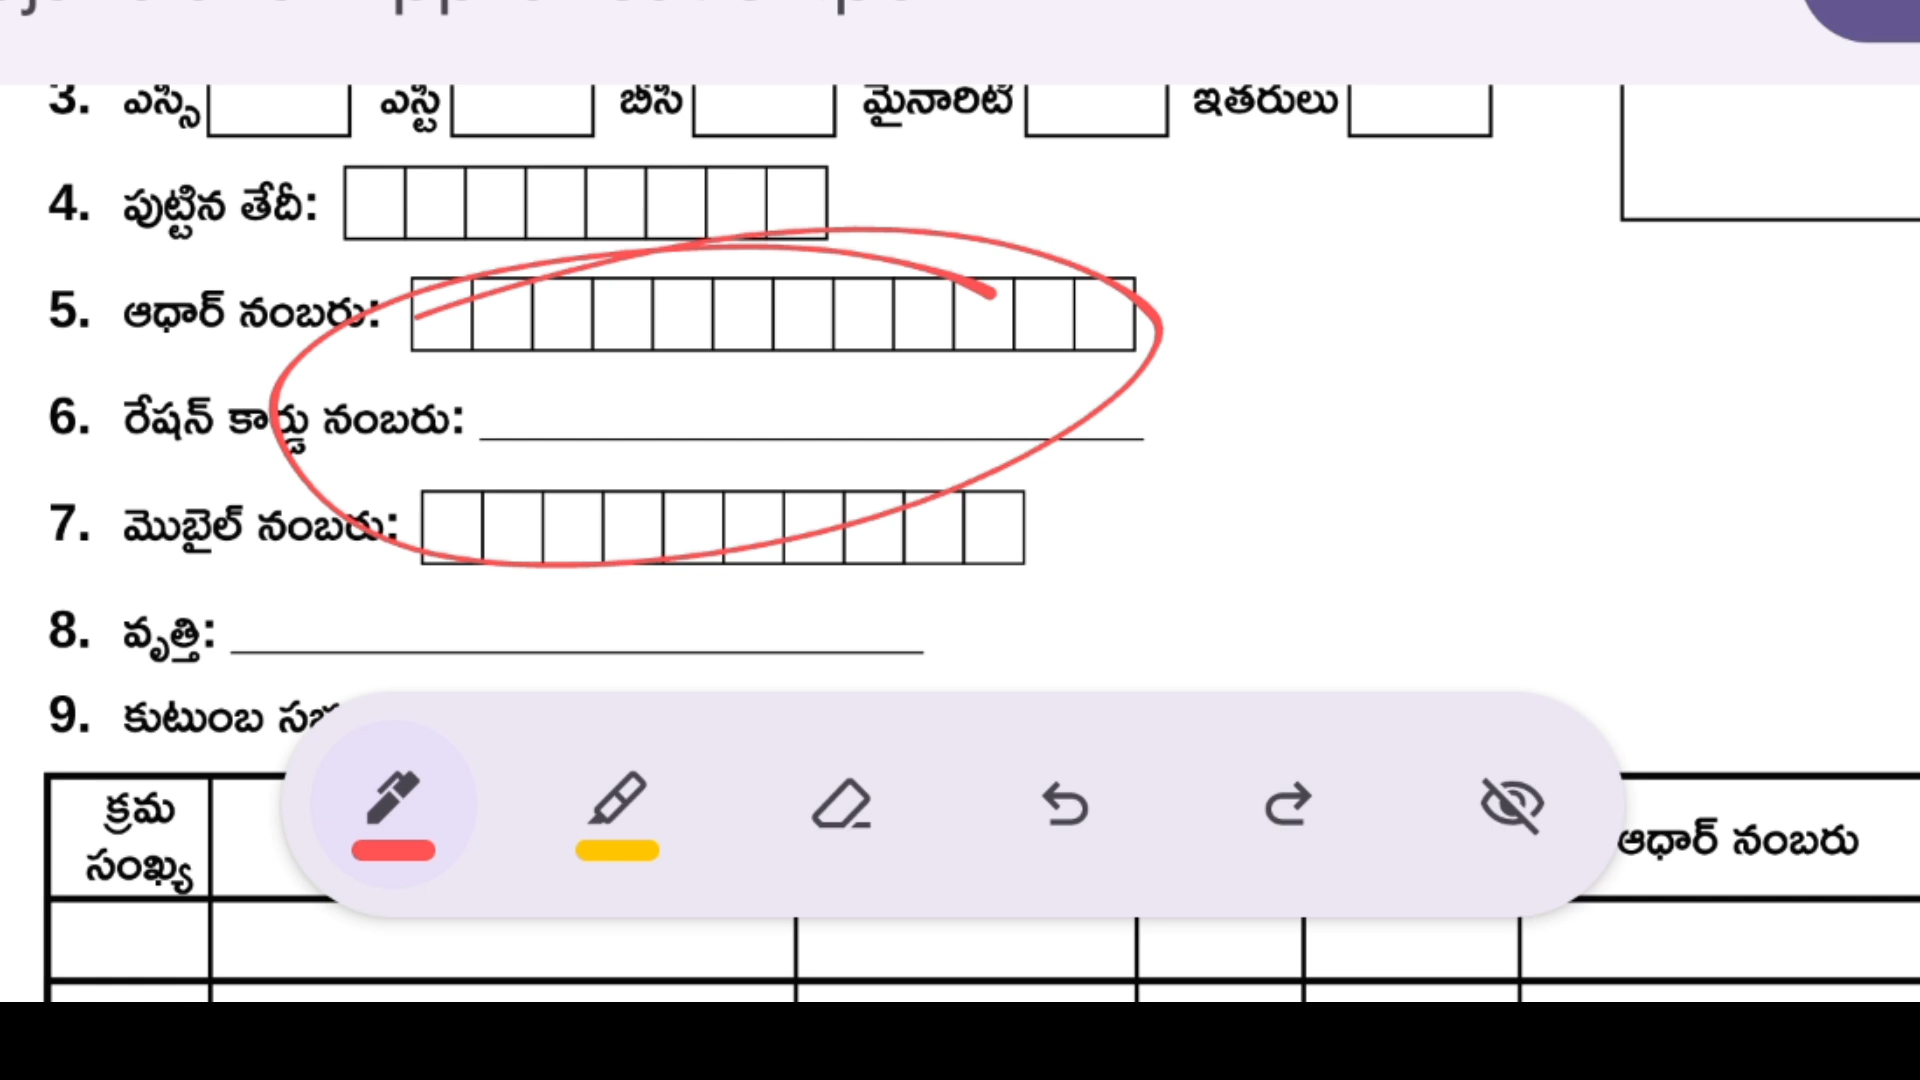 3. ఎస్సీ ఎస్టీ బీసీ మైనారిటీ ఇతరులు
4. పుట్టిన తేదీ:
5. ఆధార్ నంబరు:
6. రేషన్ కార్డు నంబరు:
7. మొబైల్ నంబరు:
8. వృత్తి:
9. కుటుంబ
క్రమ సంఖ్య
ఆధార్ నంబరు